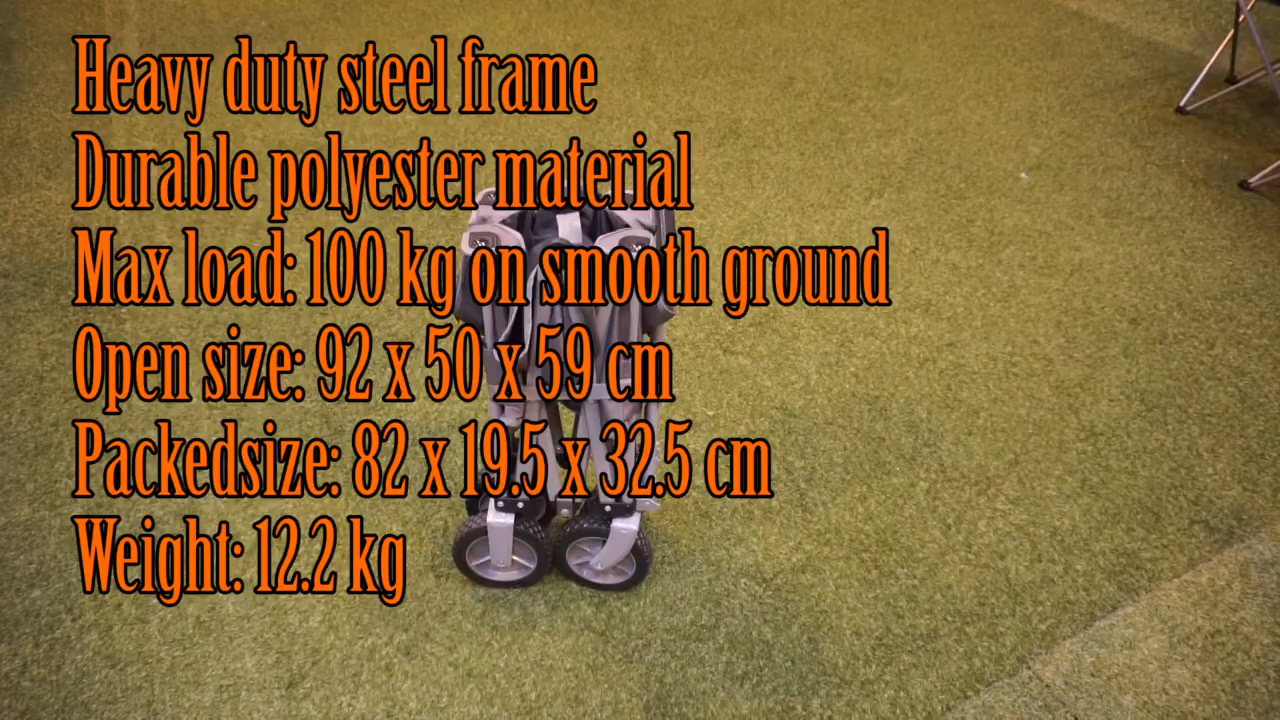 Heavy duty steel frame
Durable polyester material
Max load: 100 kg on smooth ground
Open size: 92 x 50 x 59 cm
Packedsize: 82 x 19.5 x 32.5 cm
Weight: 12.2 kg